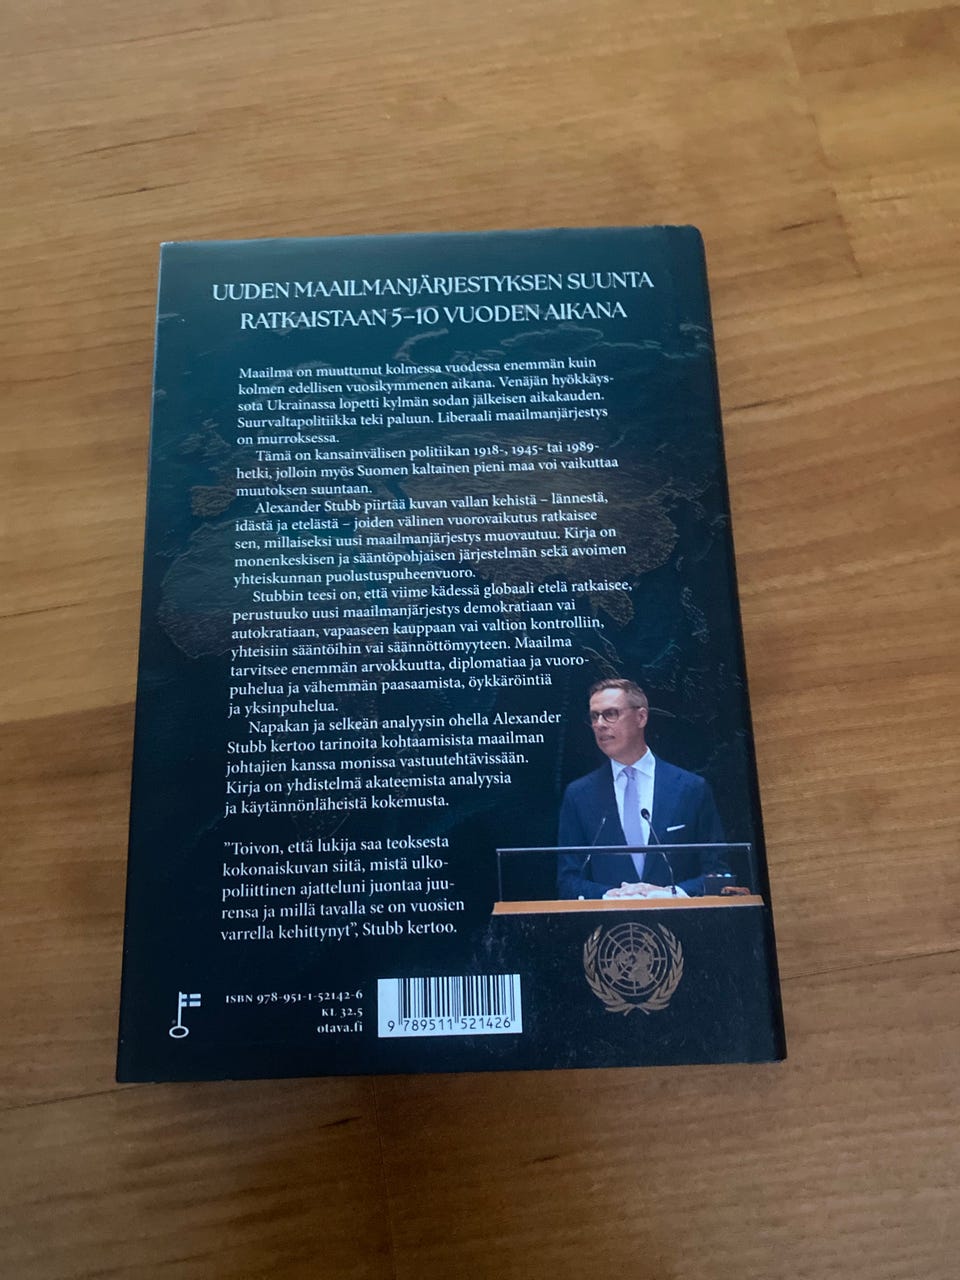 UUDEN MAAILMANJÄRJESTYKSEN SUUNTA
RATKAISTAAN 5–10 VUODEN AIKANA
Maailma on muuttunut kolmessa vuodessa enemmän kuin
kolmen edellisen vuosikymmenen aikana. Venäjän hyökkäys-
sota Ukrainassa lopetti kylmän sodan jälkeisen aikakauden.
Suurvaltapolitiikka teki paluun. Liberaali maailmanjärjestys
on murroksessa.
Tämä on kansainvälisen politiikan 1918-, 1945- tai 1989-
hetki, jolloin myös Suomen kaltainen pieni maa voi vaikuttaa
muutoksen suuntaan.
Alexander Stubb piirtää kuvan vallan kehistä – lännestä,
idästä ja etelästä – joiden välinen vuorovaikutus ratkaisee
sen, millaiseksi uusi maailmanjärjestys muovautuu. Kirja on
monenkeskisen ja sääntöpohjaisen järjestelmän sekä avoimen
yhteiskunnan puolustuspuheenvuoro.
Stubbin teesi on, että viime kädessä globaali etelä ratkaisee,
perustuuko uusi maailmanjärjestys demokratiaan vai
autokratiaan, vapaaseen kauppaan vai valtion kontrolliin,
yhteisiin sääntöihin vai säännöttömyyteen. Maailma
tarvitsee enemmän arvokkuutta, diplomatiaa ja vuoro-
puhelua ja vähemmän paasaamista, öykkäröintiä
ja yksinpuhelua.
Napakan ja selkeän analyysin ohella Alexander
Stubb kertoo tarinoita kohtaamisista maailman
johtajien kanssa monissa vastuutehtävissään.
Kirja on yhdistelmä akateemista analyysia
ja käytännönläheistä kokemusta.
”Toivon, että lukija saa teoksesta
kokonaiskuvan siitä, mistä ulko-
poliittinen ajatteluni juontaa juu-
rensa ja millä tavalla se on vuosien
varrella kehittynyt”, Stubb kertoo.
ISBN 978-951-1-52142-6
KL 32.5
otava.fi
9 789511 521426